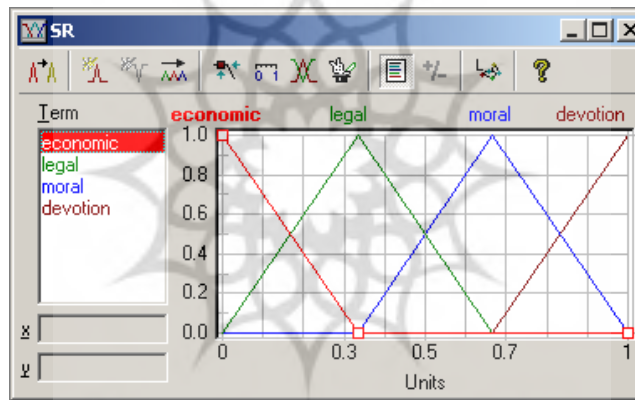 SR
Term
economic
legal
moral
devotion
economic legal moral devotion
1.0
0.8
0.6
0.4
0.2
0.0
0 0.3 0.5 0.7 1
Units
x
y